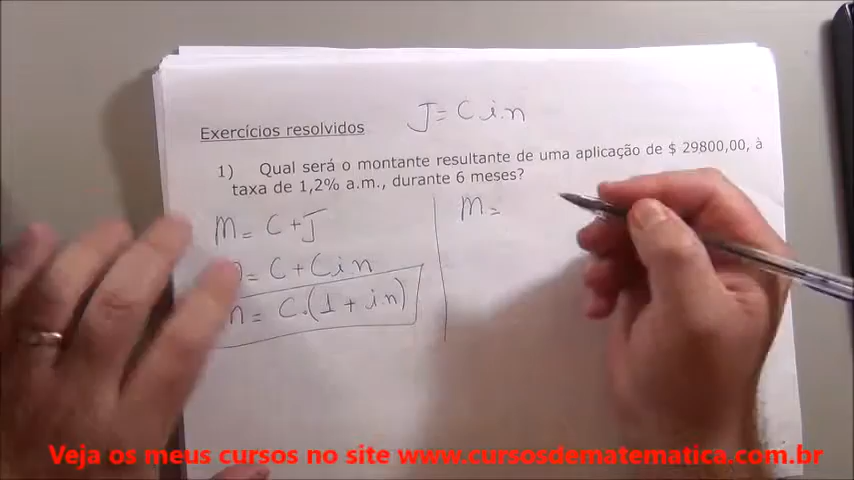 J = C i.n
Exercícios resolvidos
1) Qual será o montante resultante de uma aplicação de $ 29800,00, à
taxa de 1,2% a.m., durante 6 meses?
M = C + J
= C + C i n
= C.(1 + i n)
M =
Veja os meus cursos no site www.cursosdematematica.com.br